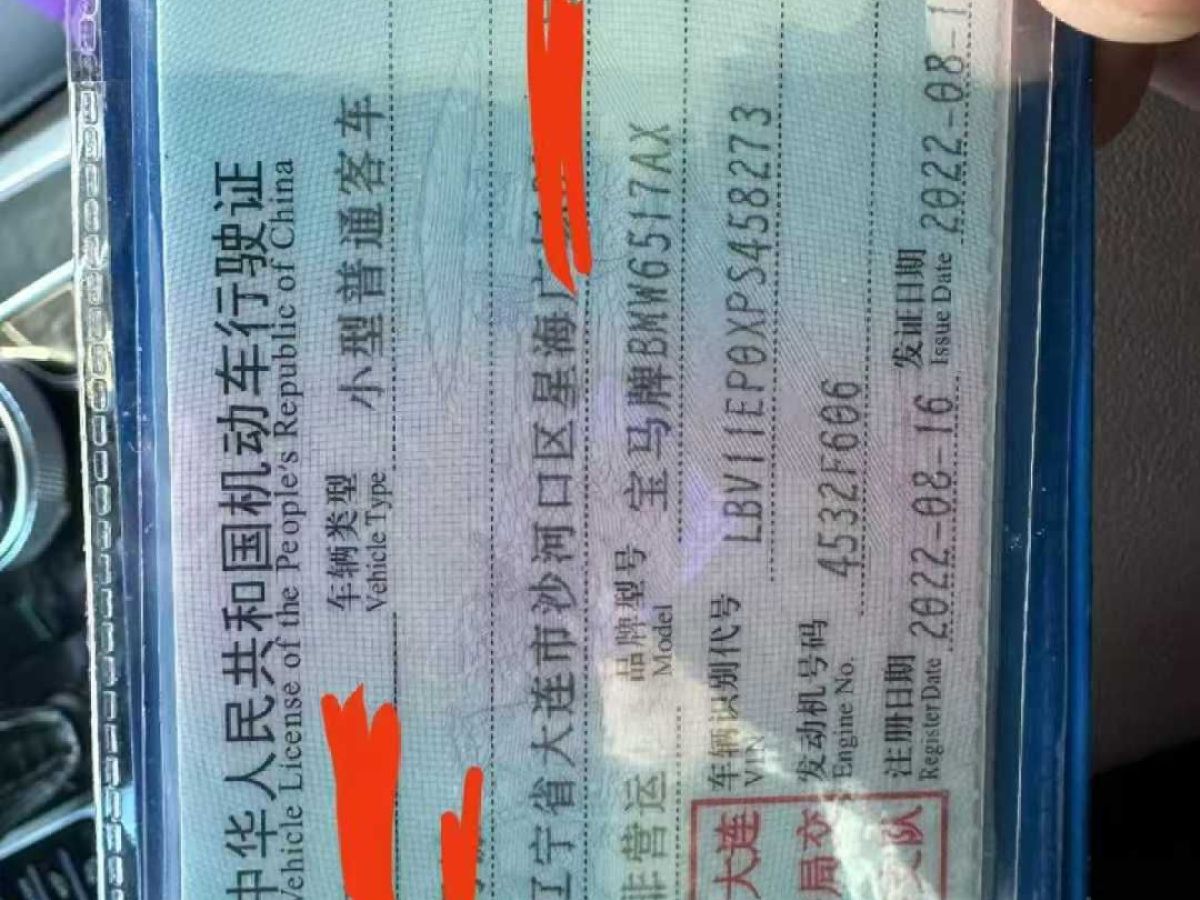 中华人民共和国机动车行驶证
Vehicle License of the People's Republic of China
车辆类型 小型普通客车
Vehicle Type
辽宁省大连市沙河口区星海广
非营运 品牌型号 宝马牌BMW6517AX
Model
车辆识别代号 LBV11EP0XPS458273
VIN
发动机号码 4532F606
Engine No.
注册日期 2022-08-16 发证日期 2022-08-1
Register Date Issue Date
大连
局交
队